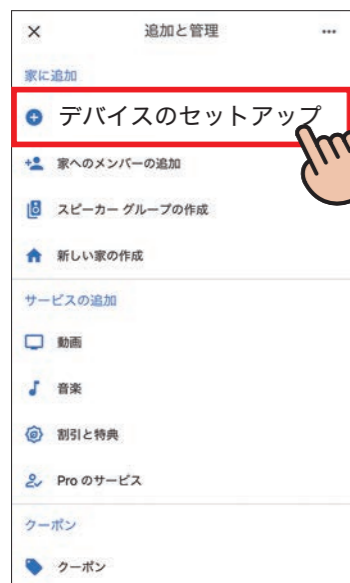 追加と管理
家に追加
デバイスのセットアップ
家へのメンバーの追加
スピーカー グループの作成
新しい家の作成
サービスの追加
動画
音楽
割引と特典
Pro のサービス
クーポン
クーポン